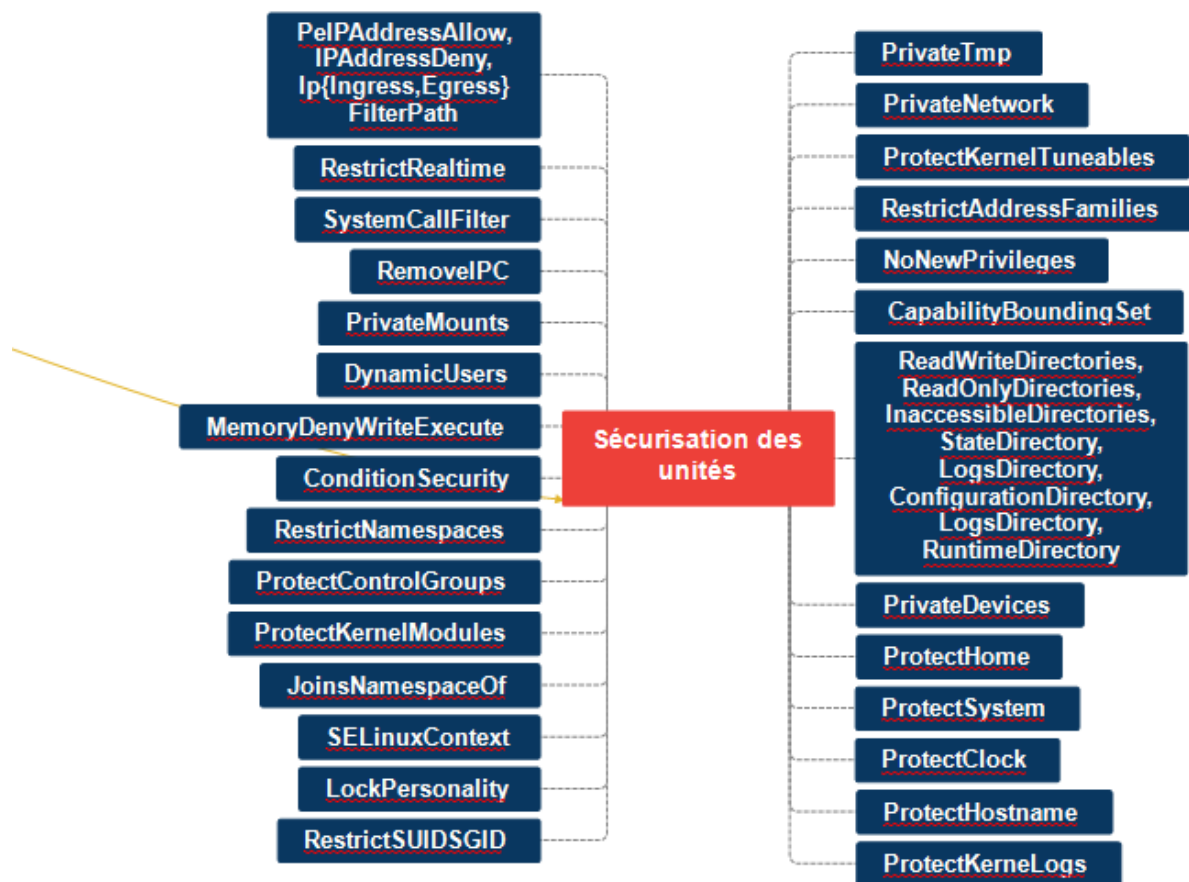 PeIPAddressAllow,
IPAddressDeny,
Ip{Ingress,Egress}
FilterPath
RestrictRealtime
SystemCallFilter
RemoveIPC
PrivateMounts
DynamicUsers
MemoryDenyWriteExecute
ConditionSecurity
RestrictNamespaces
ProtectControlGroups
ProtectKernelModules
JoinsNamespaceOf
SELinuxContext
LockPersonality
RestrictSUIDSGID
Sécurisation des
unités
PrivateTmp
PrivateNetwork
ProtectKernelTuneables
RestrictAddressFamilies
NoNewPrivileges
CapabilityBoundingSet
ReadWriteDirectories,
ReadOnlyDirectories,
InaccessibleDirectories,
StateDirectory,
LogsDirectory,
ConfigurationDirectory,
LogsDirectory,
RuntimeDirectory
PrivateDevices
ProtectHome
ProtectSystem
ProtectClock
ProtectHostname
ProtectKerneLogs